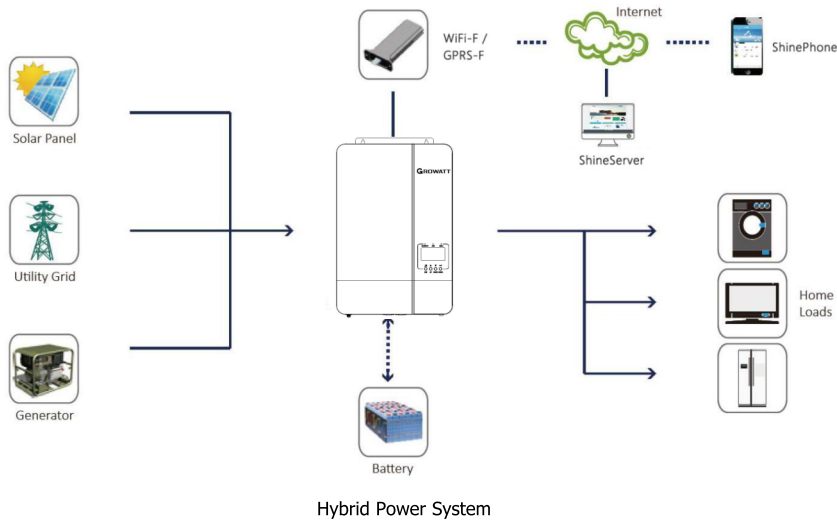 Internet
WiFi-F /
GPRS-F
ShinePhone
Solar Panel
ShineServer
GROWATT
Utility Grid
Home
Loads
Generator
Battery
Hybrid Power System